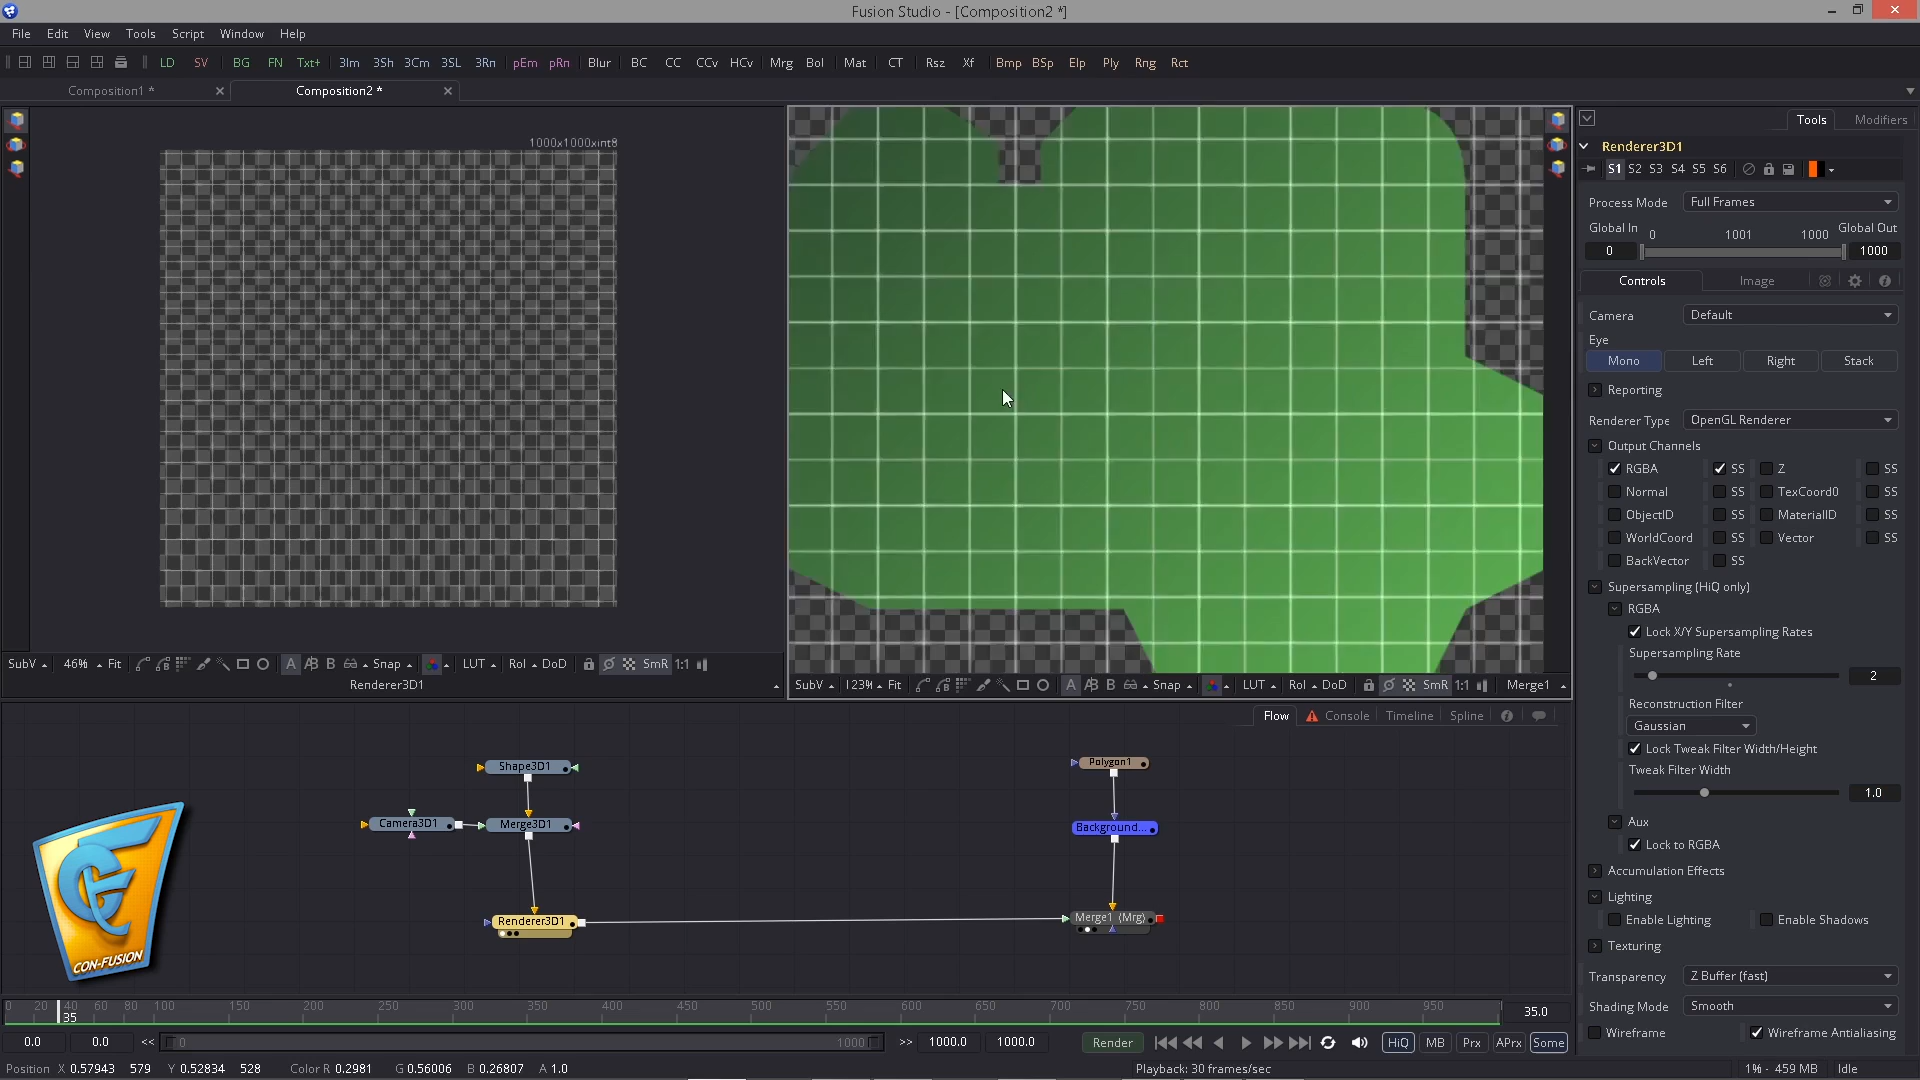 Fusion Studio - [Composition2 *]
File Edit View Tools Script Window Help
LD SV BG FN Txt+ 3Im 3Sh 3Cm 3SL 3Rn pEm pRn Blur BC CC CCv HCv Mrg Bol Mat CT Rsz Xf Bmp BSp Elp Ply Rng Rct
Composition1 * Composition2 *
1000x1000xint8
SubV 46% Fit A A/B B Snap LUT RoI DoD SmR 1:1
Renderer3D1
SubV 123% Fit A A/B B Snap LUT RoI DoD SmR 1:1 Merge1
Flow Console Timeline Spline
Shape3D1
Camera3D1
Merge3D1
Renderer3D1
Polygon1
Background...
Merge1 (Mrg)
CF
CON-FUSION
Tools Modifiers
Renderer3D1
S1 S2 S3 S4 S5 S6
Process Mode Full Frames
Global In 0 1001 1000 Global Out
0 1000
Controls Image
Camera Default
Eye
Mono Left Right Stack
Reporting
Renderer Type OpenGL Renderer
Output Channels
RGBA SS Z SS
Normal SS TexCoord0 SS
ObjectID SS MaterialID SS
WorldCoord SS Vector SS
BackVector SS
Supersampling (HiQ only)
RGBA
Lock X/Y Supersampling Rates
Supersampling Rate
2
Reconstruction Filter
Gaussian
Lock Tweak Filter Width/Height
Tweak Filter Width
1.0
Aux
Lock to RGBA
Accumulation Effects
Lighting
Enable Lighting Enable Shadows
Texturing
Transparency Z Buffer (fast)
Shading Mode Smooth
Wireframe Wireframe Antialiasing
0 20 40 60 80 100 150 200 250 300 350 400 450 500 550 600 650 700 750 800 850 900 950
35 35.0
0.0 0.0 << 0 1000 >> 1000.0 1000.0 Render HiQ MB Prx APrx Some
Position X 0.57943 579 Y 0.52834 528 Color R 0.2981 G 0.56006 B 0.26807 A 1.0 Playback: 30 frames/sec 1% - 459 MB Idle